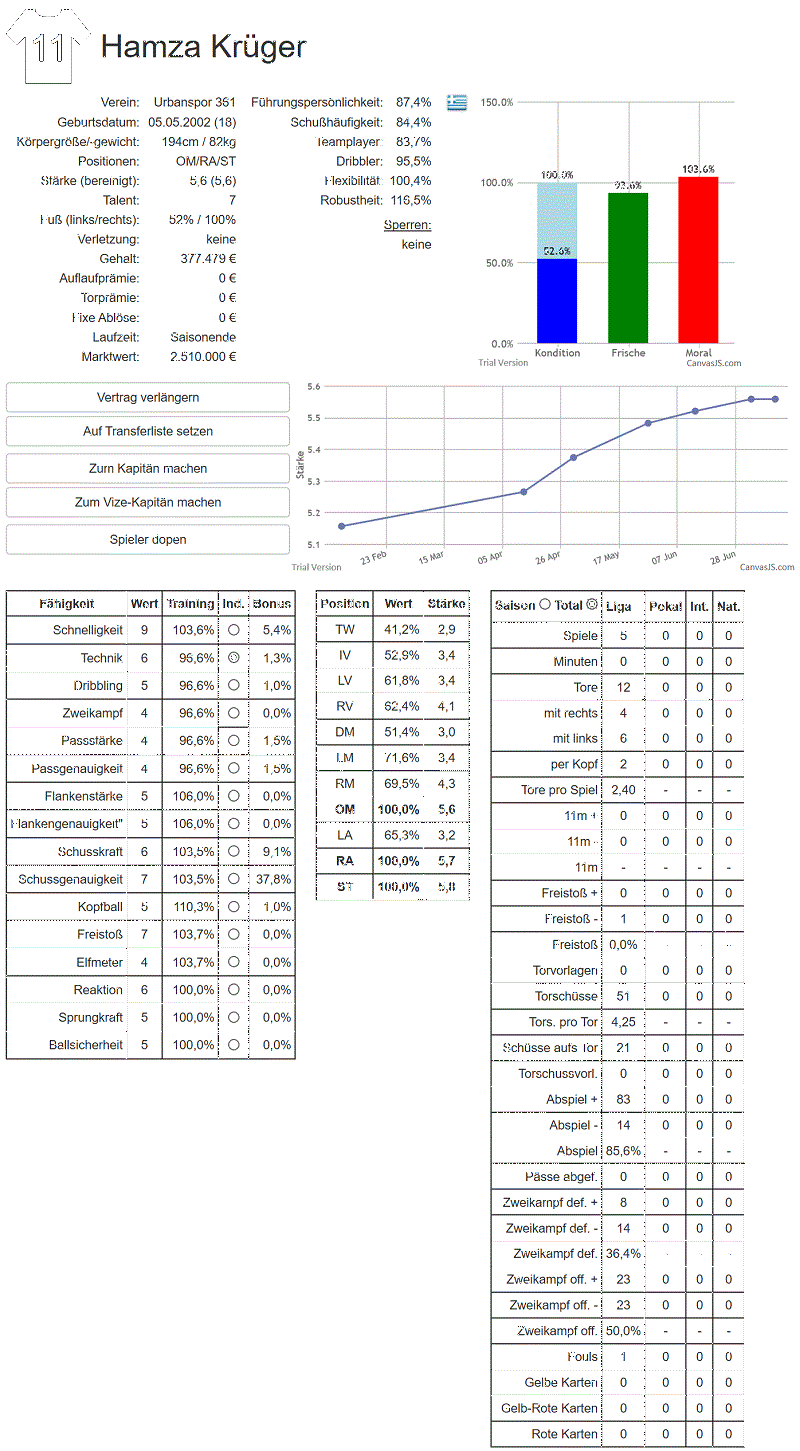 11 Hamza Krüger
Verein: Urbanspor 361 Führungspersönlichkeit: 87,4%
Geburtsdatum: 05.05.2002 (18) Schußhäufigkeit: 84,4%
Körpergröße/-gewicht: 194cm / 82kg Teamplayer: 83,7%
Positionen: OM/RA/ST Dribbler: 95,5%
Stärke (bereinigt): 5,6 (5,6) Flexibilität: 100,4%
Talent: 7 Robustheit: 116,5%
Fuß (links/rechts): 52% / 100% Sperren:
Verletzung: keine keine
Gehalt: 377.479 €
Auflaufprämie: 0 €
Torprämie: 0 €
Fixe Ablöse: 0 €
Laufzeit: Saisonende
Marktwert: 2.510.000 €
150.0%
100.0%
50.0%
0.0%
100.0% 52.6% 103.6%
Kondition Frische Moral
Trial Version CanvasJS.com
Vertrag verlängern
Auf Transferliste setzen
Zum Kapitän machen
Zum Vize-Kapitän machen
Spieler dopen
Stärke
5.6
5.5
5.4
5.3
5.2
5.1
23 Feb 15 Mar 05 Apr 26 Apr 17 May 07 Jun 28 Jun
Trial Version CanvasJS.com
Fähigkeit Wert Training Ind. Bonus
Schnelligkeit 9 103,6% 5,4%
Technik 6 96,6% 1,3%
Dribbling 5 96,6% 1,0%
Zweikampf 4 96,6% 0,0%
Passstärke 4 96,6% 1,5%
Passgenauigkeit 4 96,6% 1,5%
Flankenstärke 5 106,0% 0,0%
Flankengenauigkeit" 5 106,0% 0,0%
Schusskraft 6 103,5% 9,1%
Schussgenauigkeit 7 103,5% 37,8%
Kopfball 5 110,3% 1,0%
Freistoß 7 103,7% 0,0%
Elfmeter 4 103,7% 0,0%
Reaktion 6 100,0% 0,0%
Sprungkraft 5 100,0% 0,0%
Ballsicherheit 5 100,0% 0,0%
Position Wert Stärke
TW 41,2% 2,9
IV 52,9% 3,4
LV 61,8% 3,4
RV 62,4% 4,1
DM 51,4% 3,0
LM 71,6% 3,4
RM 69,5% 4,3
OM 100,0% 5,6
LA 65,3% 3,2
RA 100,0% 5,7
ST 100,0% 5,8
Saisen Total Liga Pokal Int. Nat.
Spiele 5 0 0 0
Minuten 0 0 0 0
Tore 12 0 0 0
mit rechts 4 0 0 0
mit links 6 0 0 0
per Kopf 2 0 0 0
Tore pro Spiel 2,40 - - -
11m + 0 0 0 0
11m - 0 0 0 0
11m - - - -
Freistoß + 0 0 0 0
Freistoß - 1 0 0 0
Freistoß 0,0% - - -
Torvorlagen 0 0 0 0
Torschüsse 51 0 0 0
Tors. pro Tor 4,25 - - -
Schüsse aufs Tor 21 0 0 0
Torschussvorl. 0 0 0 0
Abspiel + 83 0 0 0
Abspiel - 14 0 0 0
Abspiel 85,6% - - -
Pässe abgef. 0 0 0 0
Zweikampf def. + 8 0 0 0
Zweikampf def. - 14 0 0 0
Zweikampf def. 36,4% - - -
Zweikampf off. + 23 0 0 0
Zweikampf off. - 23 0 0 0
Zweikampf off. 50,0% - - -
Fouls 1 0 0 0
Gelbe Karten 0 0 0 0
Gelb-Rote Karten 0 0 0 0
Rote Karten 0 0 0 0